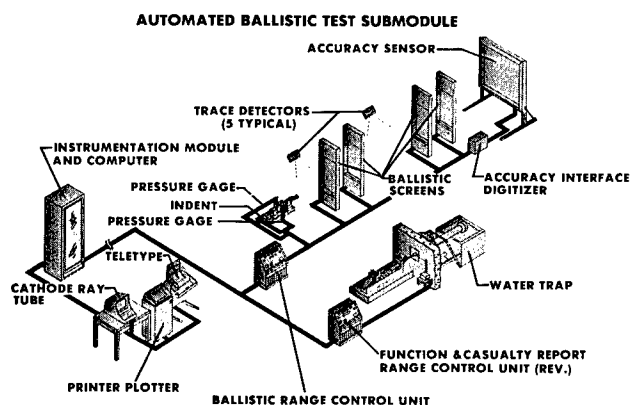 AUTOMATED BALLISTIC TEST SUBMODULE
ACCURACY SENSOR
TRACE DETECTORS
(5 TYPICAL)
INSTRUMENTATION MODULE
AND COMPUTER
BALLISTIC
SCREENS
ACCURACY INTERFACE
DIGITIZER
PRESSURE GAGE
INDENT
PRESSURE GAGE
TELETYPE
CATHODE RAY
TUBE
WATER TRAP
PRINTER PLOTTER
FUNCTION & CASUALTY REPORT
RANGE CONTROL UNIT (REV.)
BALLISTIC RANGE CONTROL UNIT